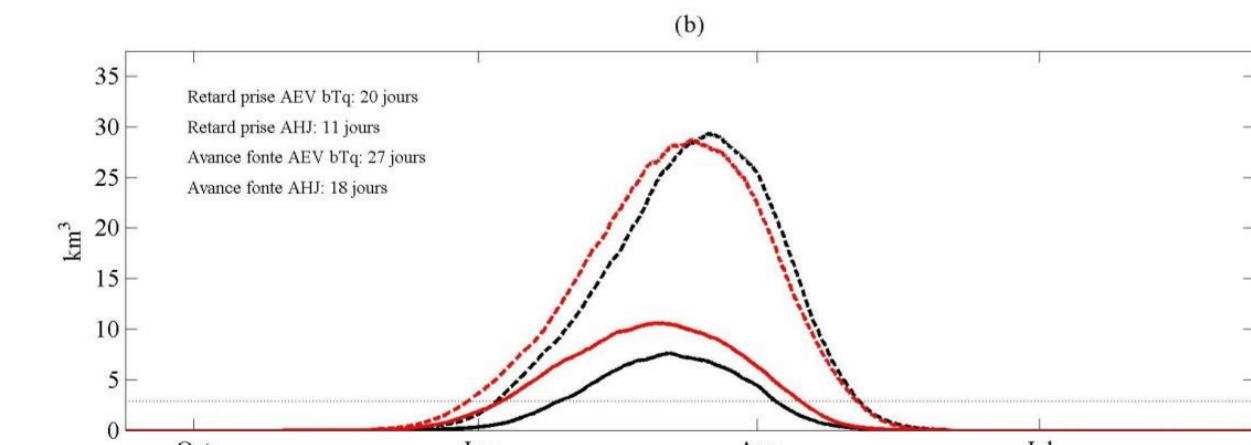 (b)
35
Retard prise AEV bTq: 20 jours
30
Retard prise AHJ: 11 jours
Avance fonte AEV bTq: 27 jours
25
Avance fonte AHJ: 18 jours
20
km³
15
10
5
0